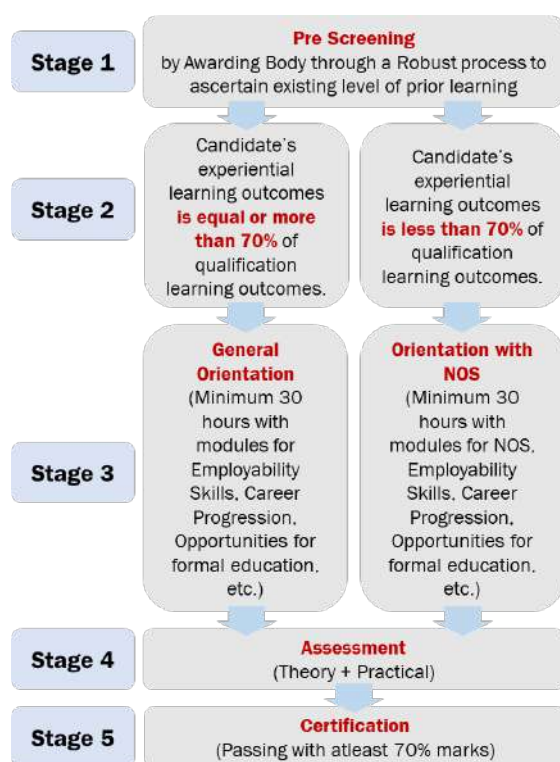 Stage 1
Pre Screening
by Awarding Body through a Robust process to
ascertain existing level of prior learning
Stage 2
Candidate's
experiential
learning outcomes
is equal or more
than 70% of
qualification
learning outcomes.
Candidate's
experiential
learning outcomes
is less than 70% of
qualification
learning outcomes.
Stage 3
General
Orientation
(Minimum 30
hours with
modules for
Employability
Skills, Career
Progression,
Opportunities for
formal education,
etc.)
Orientation with
NOS
(Minimum 30
hours with
modules for NOS,
Employability
Skills, Career
Progression,
Opportunities for
formal education,
etc.)
Stage 4
Assessment
(Theory + Practical)
Stage 5
Certification
(Passing with atleast 70% marks)